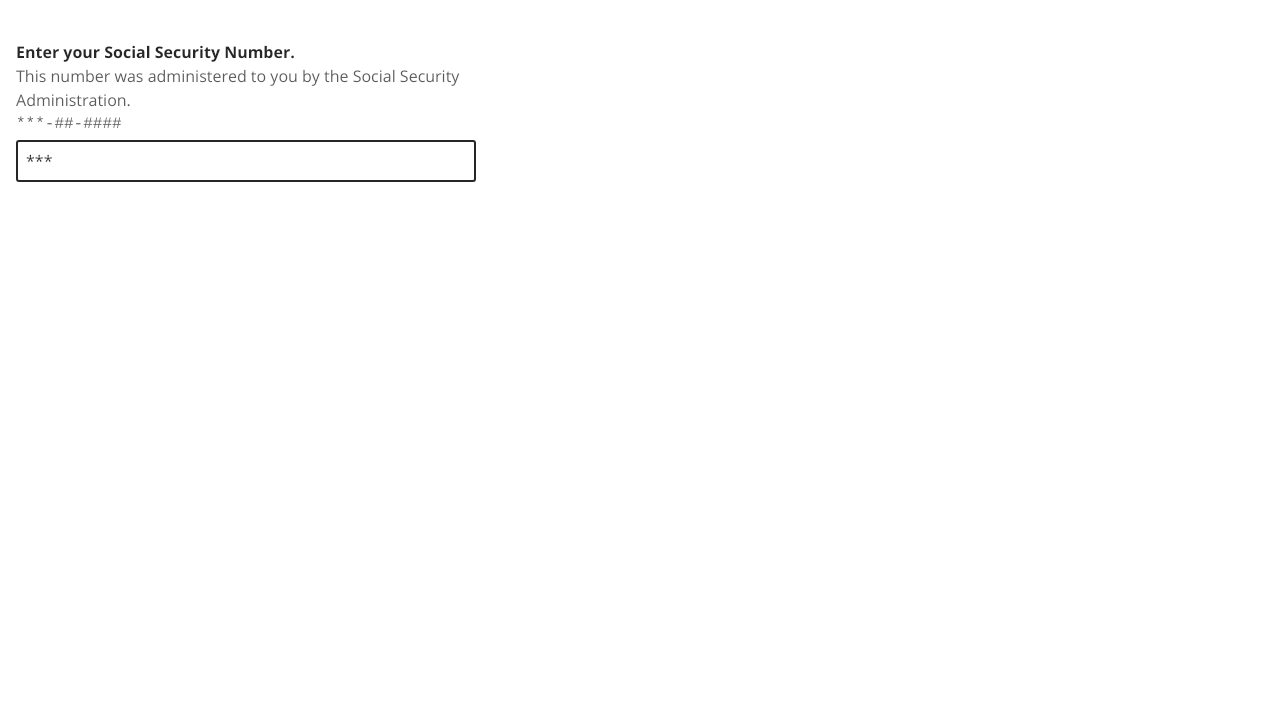 Enter your Social Security Number.
This number was administered to you by the Social Security
Administration.
***-##-####
***